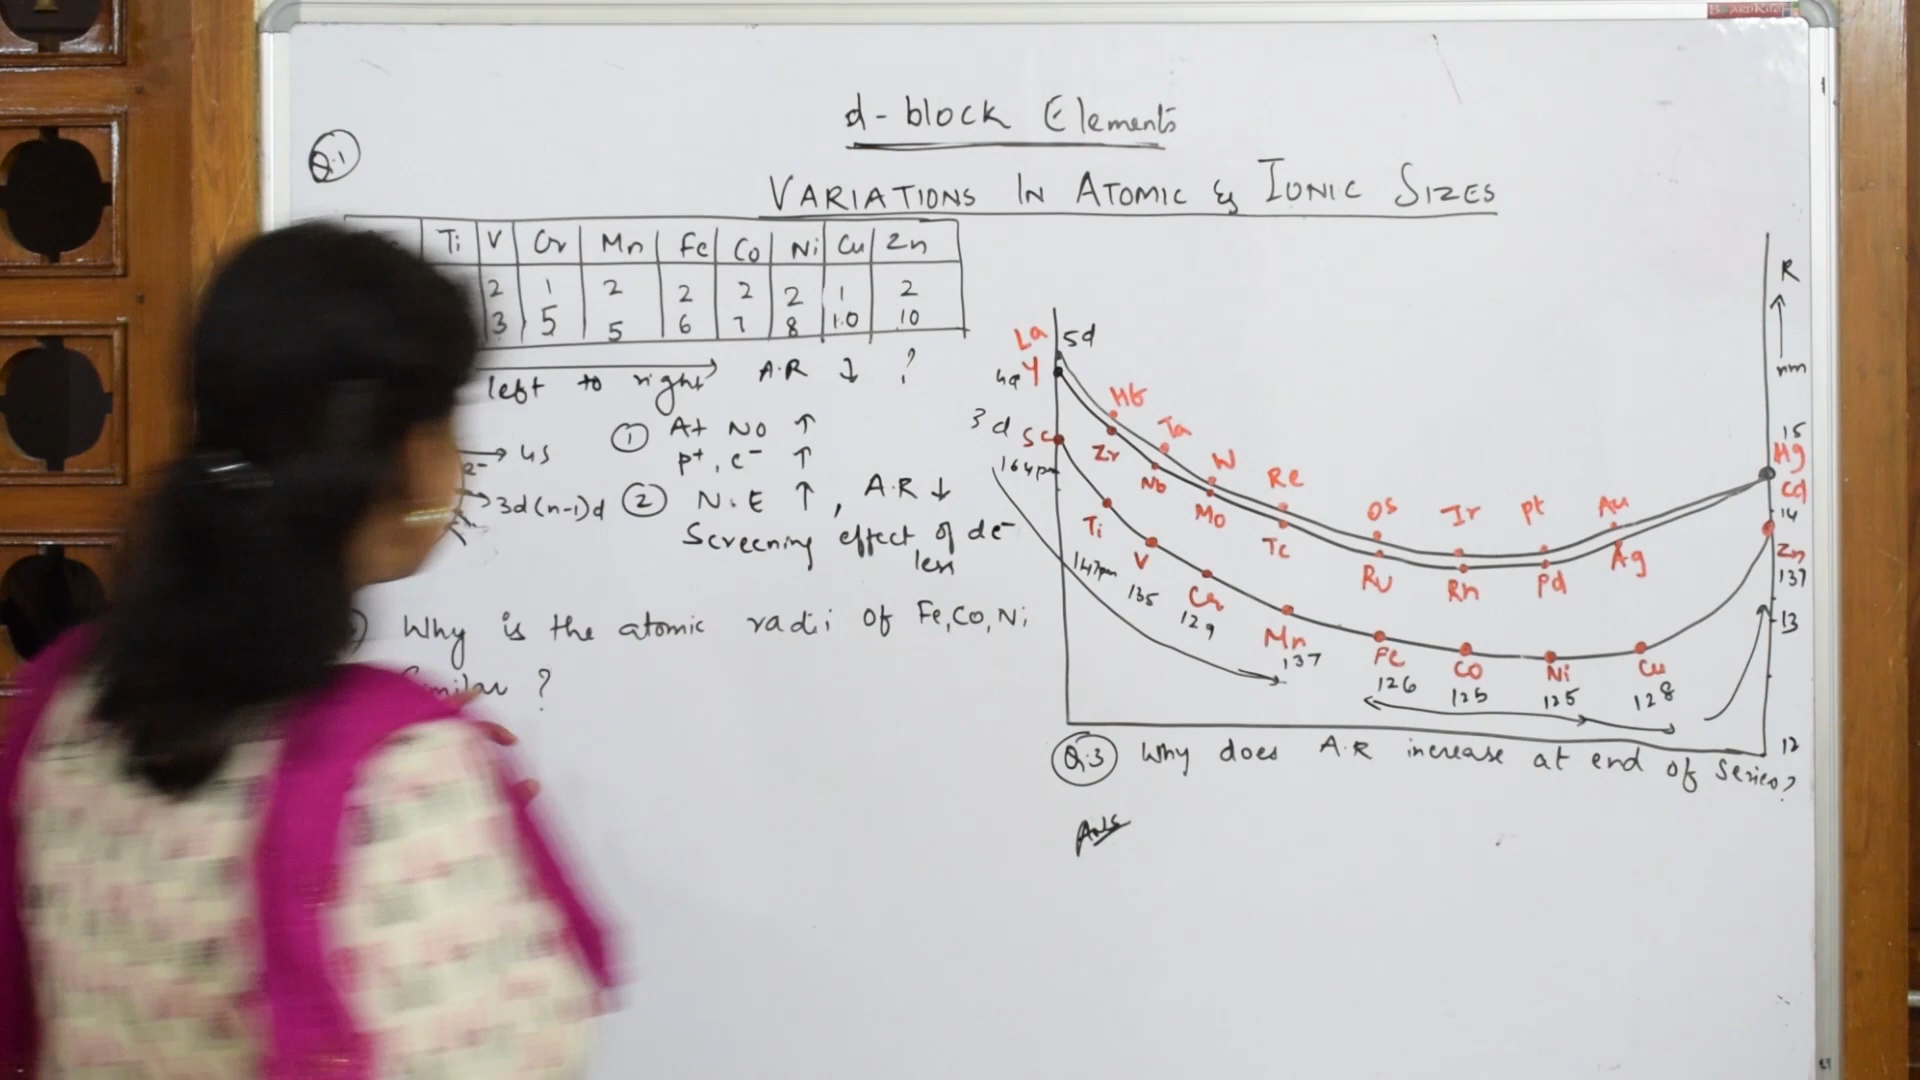 d-block Elements
VARIATIONS IN ATOMIC & IONIC SIZES
Q.1
Ti V Cr Mn Fe Co Ni Cu Zn
2 1 2 2 2 2 1 2
3 5 5 6 7 8 10 10
left to right A.R ↓ ?
① At No ↑
p+, e- ↑
e- → 4s
→ 3d (n-1)d
② N.E ↑, A.R ↓
Screening effect of de-
less
Why is the atomic radii of Fe, Co, Ni
Similar ?
R
nm
15
14
13
12
5d
La Hf Ta W Re Os Ir Pt Au Hg
4d
Y Zr Nb Mo Tc Ru Rh Pd Ag Cd
3d
Sc Ti V Cr Mn Fe Co Ni Cu Zn
164pm 147pm 135 129 137 126 125 125 128 137
Q.3 Why does A.R increase at end of series?
Ans